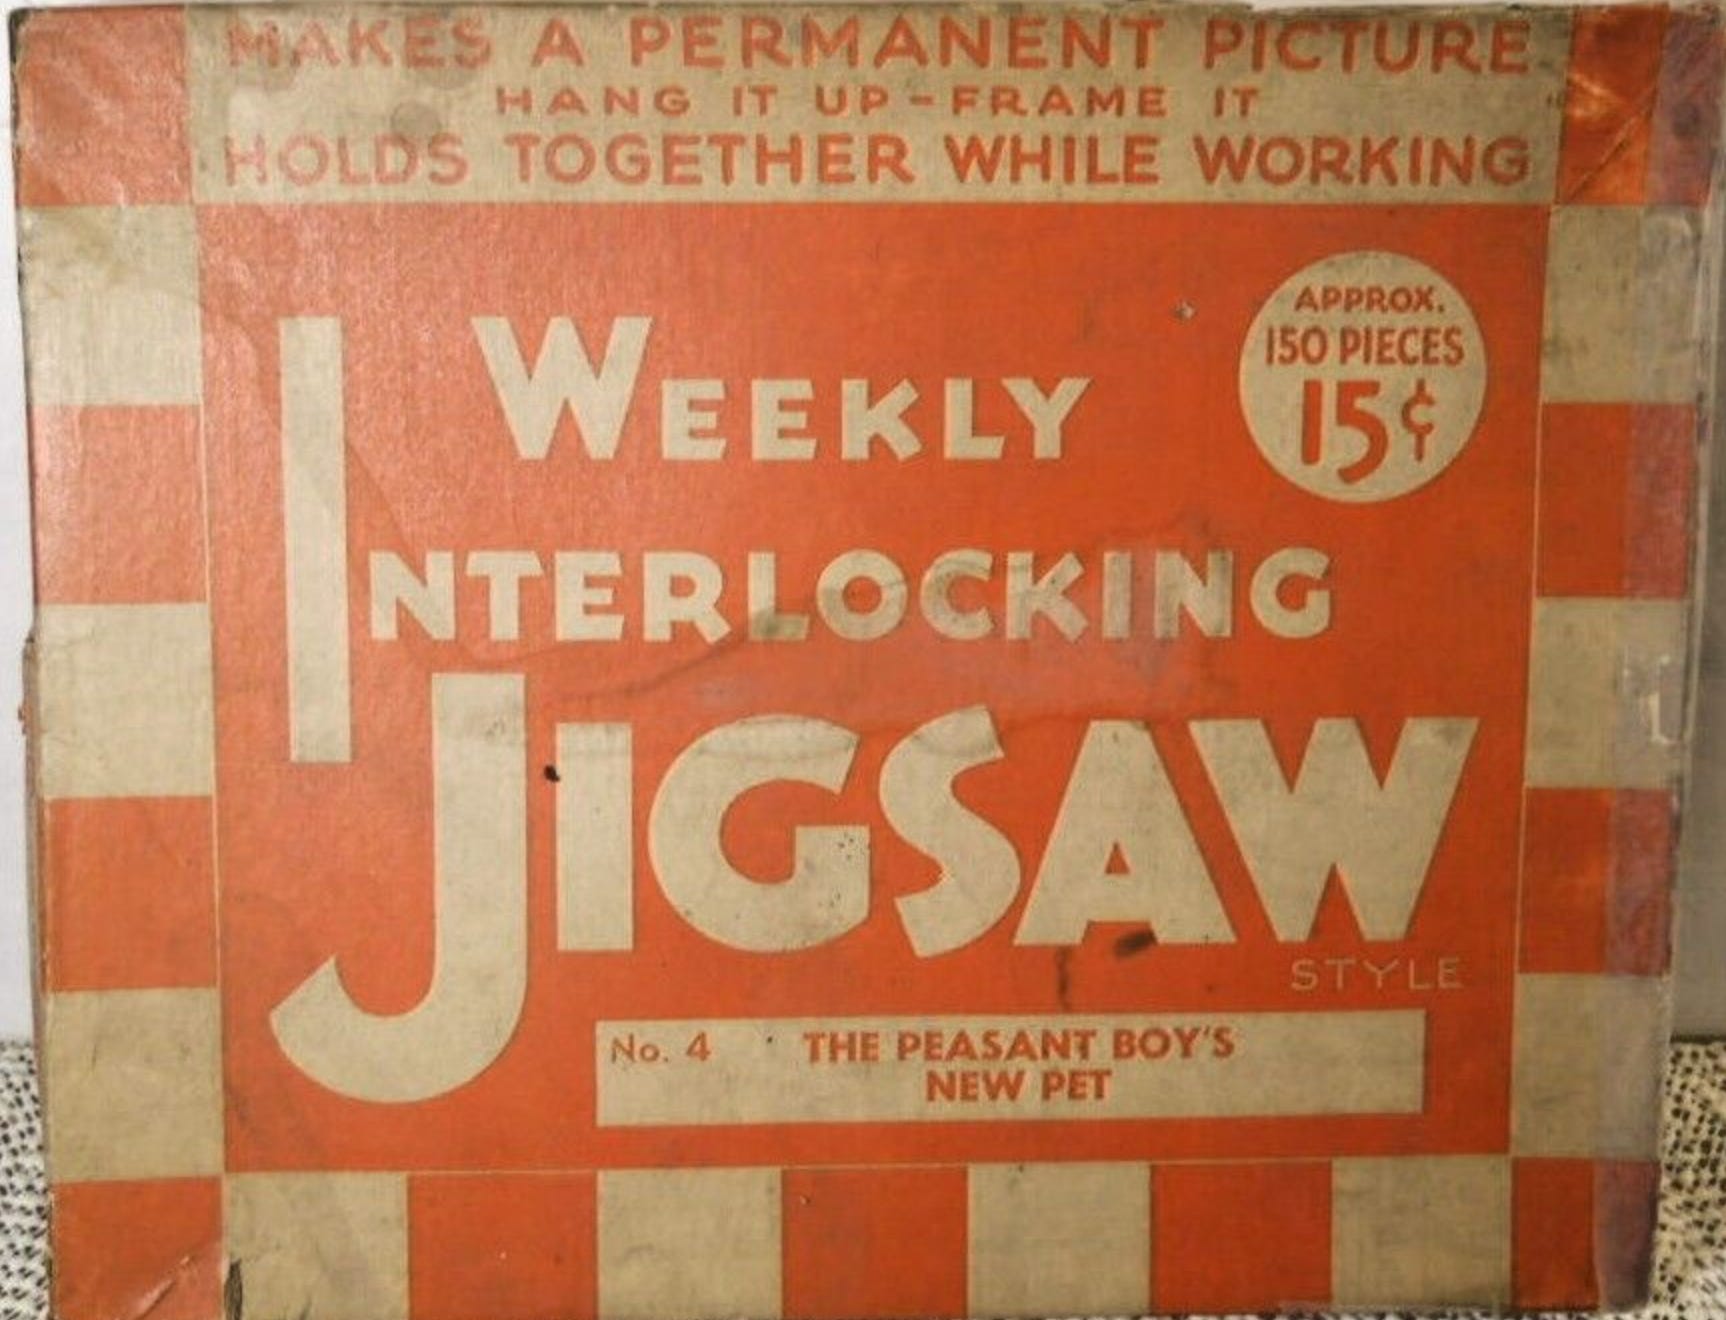 MAKES A PERMANENT PICTURE
HANG IT UP - FRAME IT
HOLDS TOGETHER WHILE WORKING
APPROX.
150 PIECES
15¢
WEEKLY
INTERLOCKING
JIGSAW
STYLE
No. 4 THE PEASANT BOY'S
NEW PET